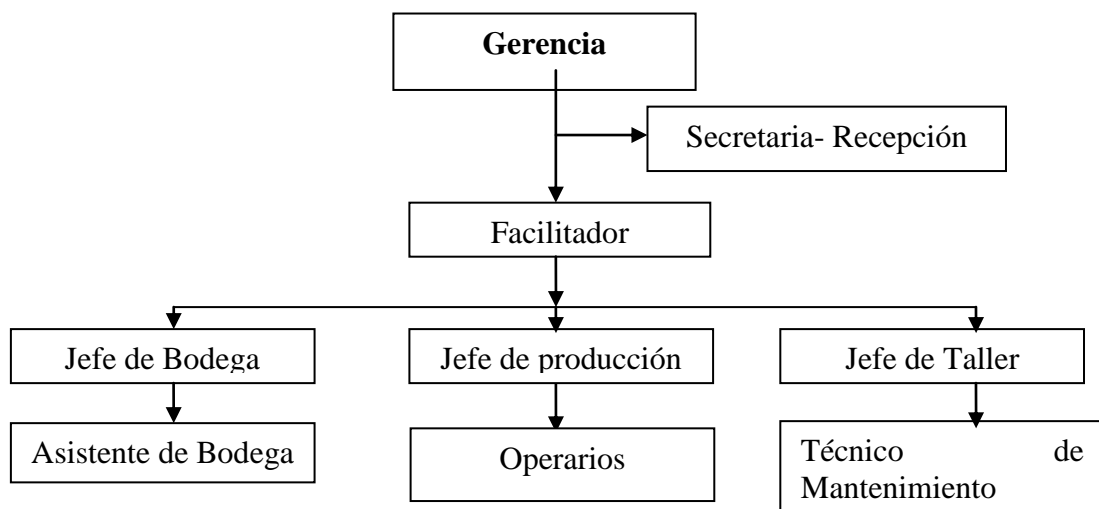 Gerencia
Secretaria- Recepción
Facilitador
Jefe de Bodega
Jefe de producción
Jefe de Taller
Asistente de Bodega
Operarios
Técnico de
Mantenimiento